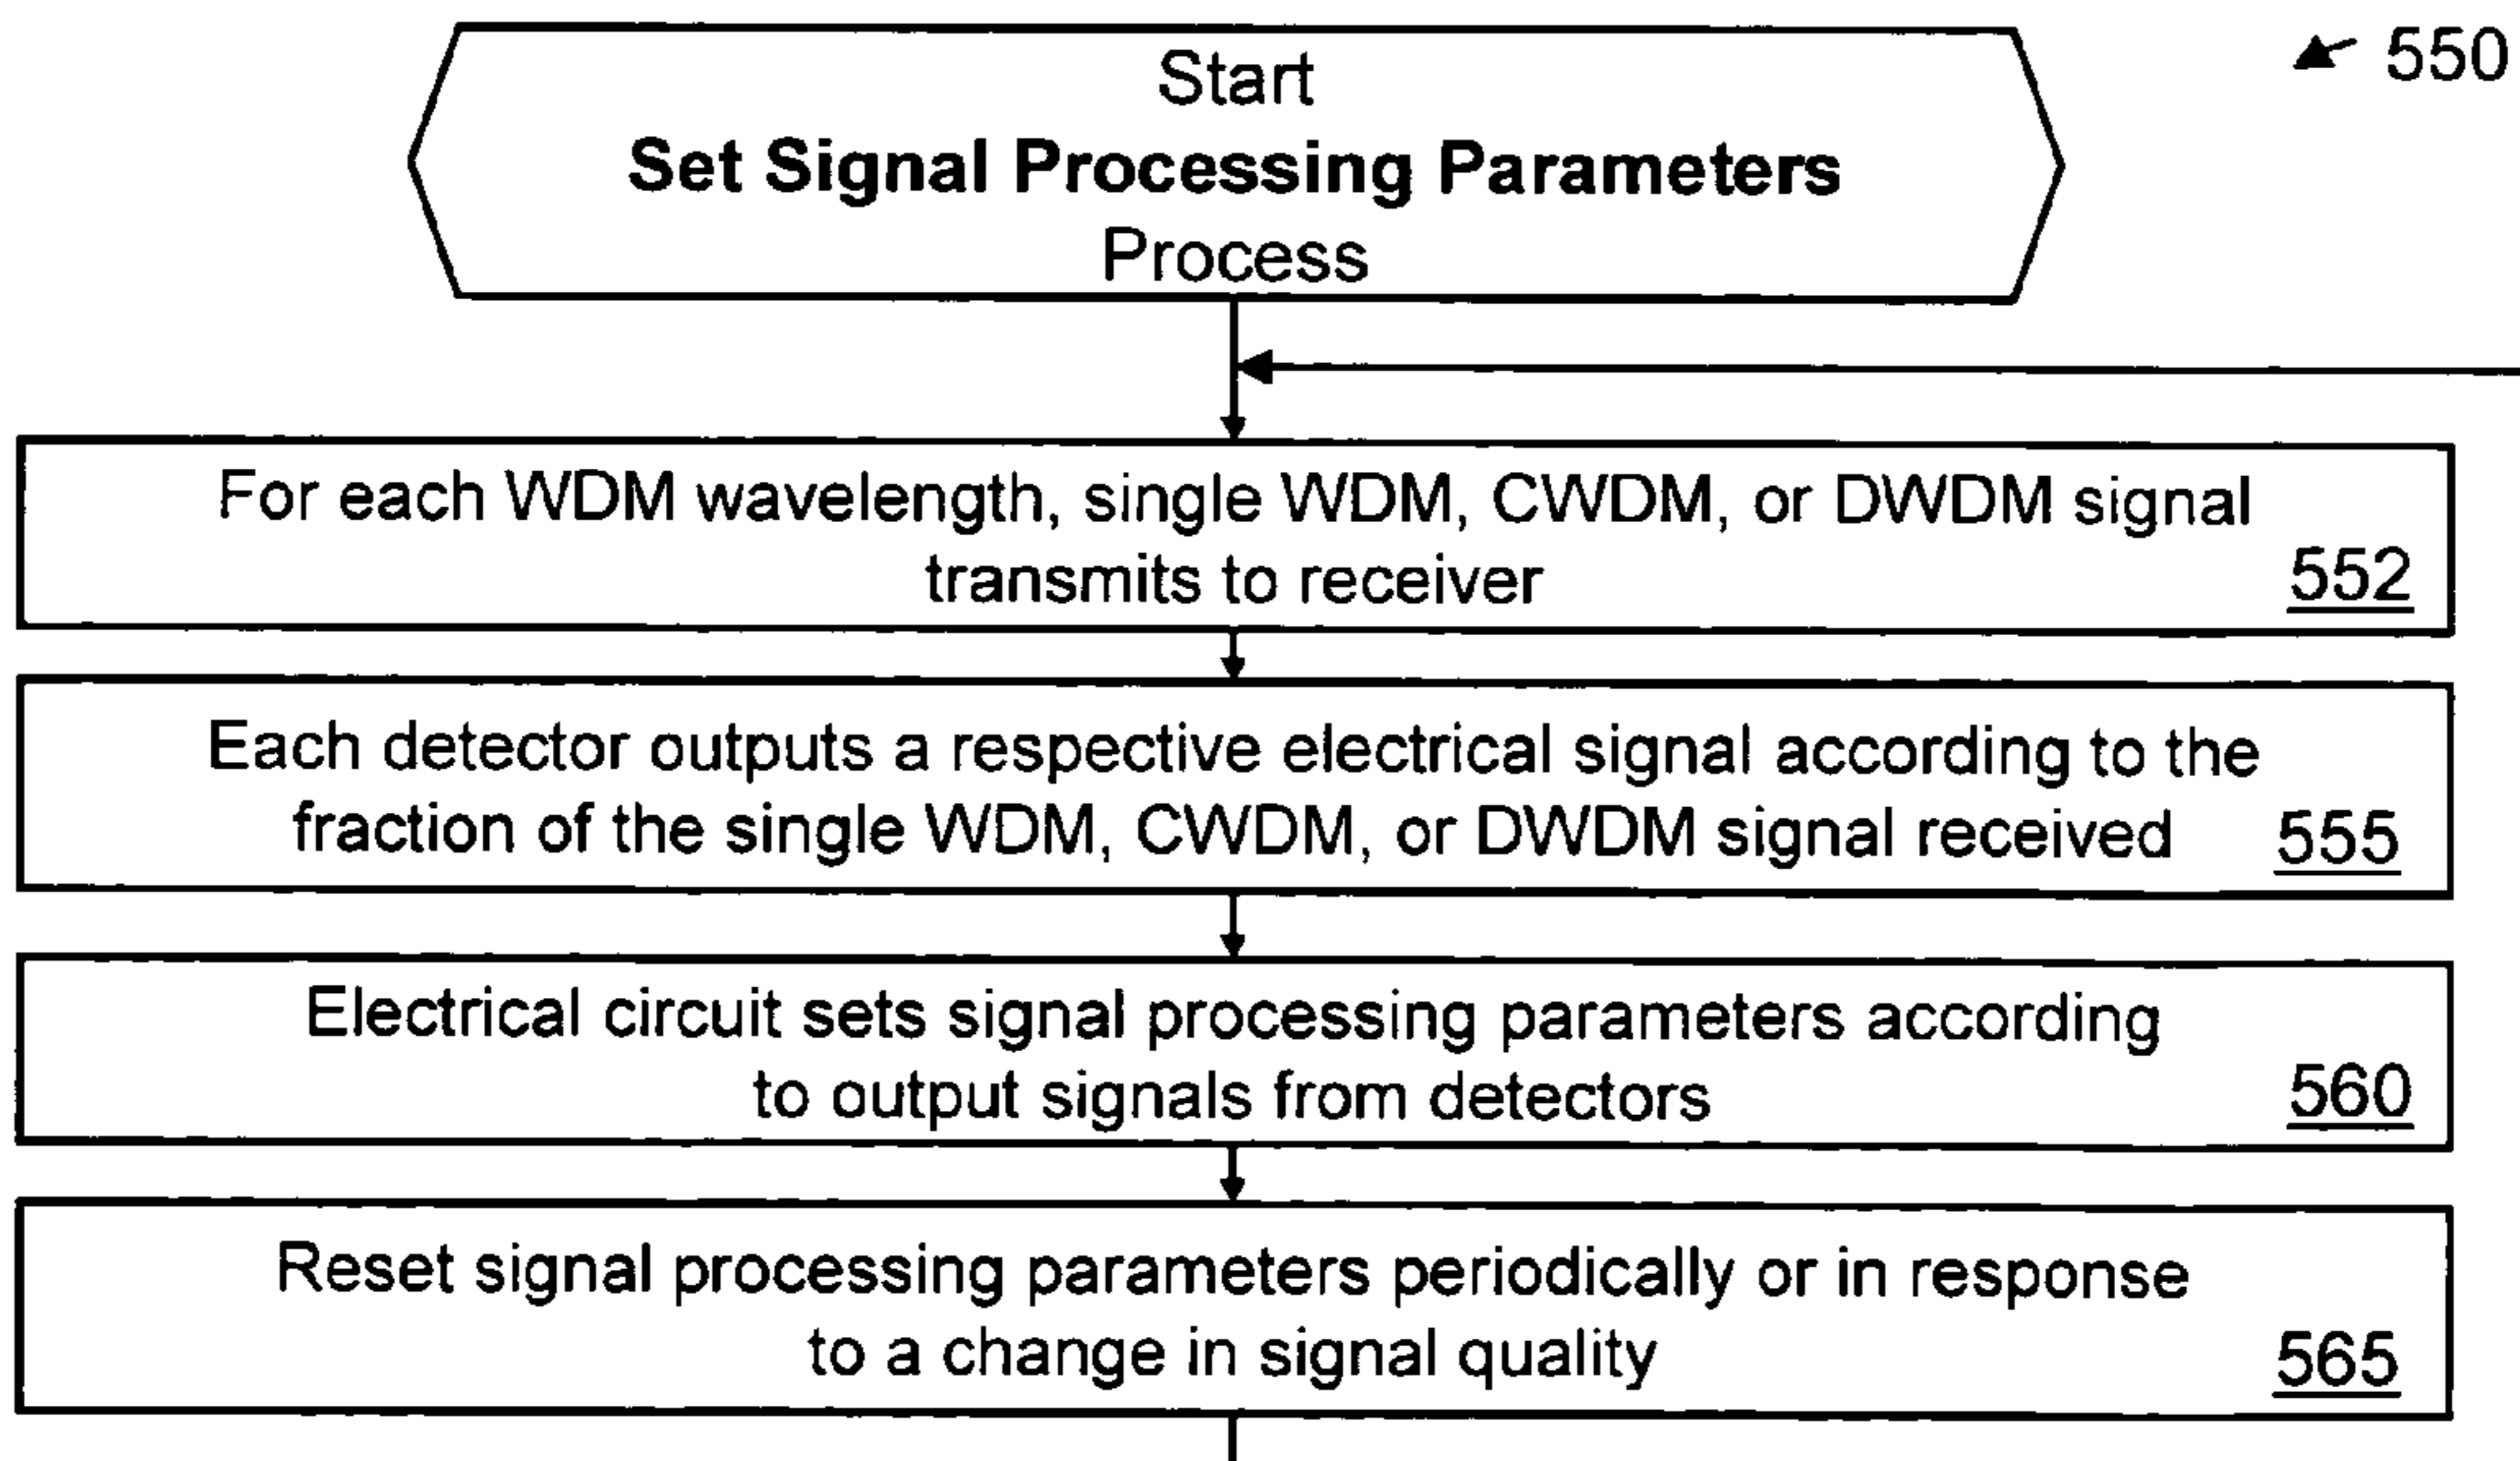 Start
550
Set Signal Processing Parameters
Process
For each WDM wavelength, single WDM, CWDM, or DWDM signal
transmits to receiver
552
Each detector outputs a respective electrical signal according to the
fraction of the single WDM, CWDM, or DWDM signal received
555
Electrical circuit sets signal processing parameters according
to output signals from detectors
560
Reset signal processing parameters periodically or in response
to a change in signal quality
565